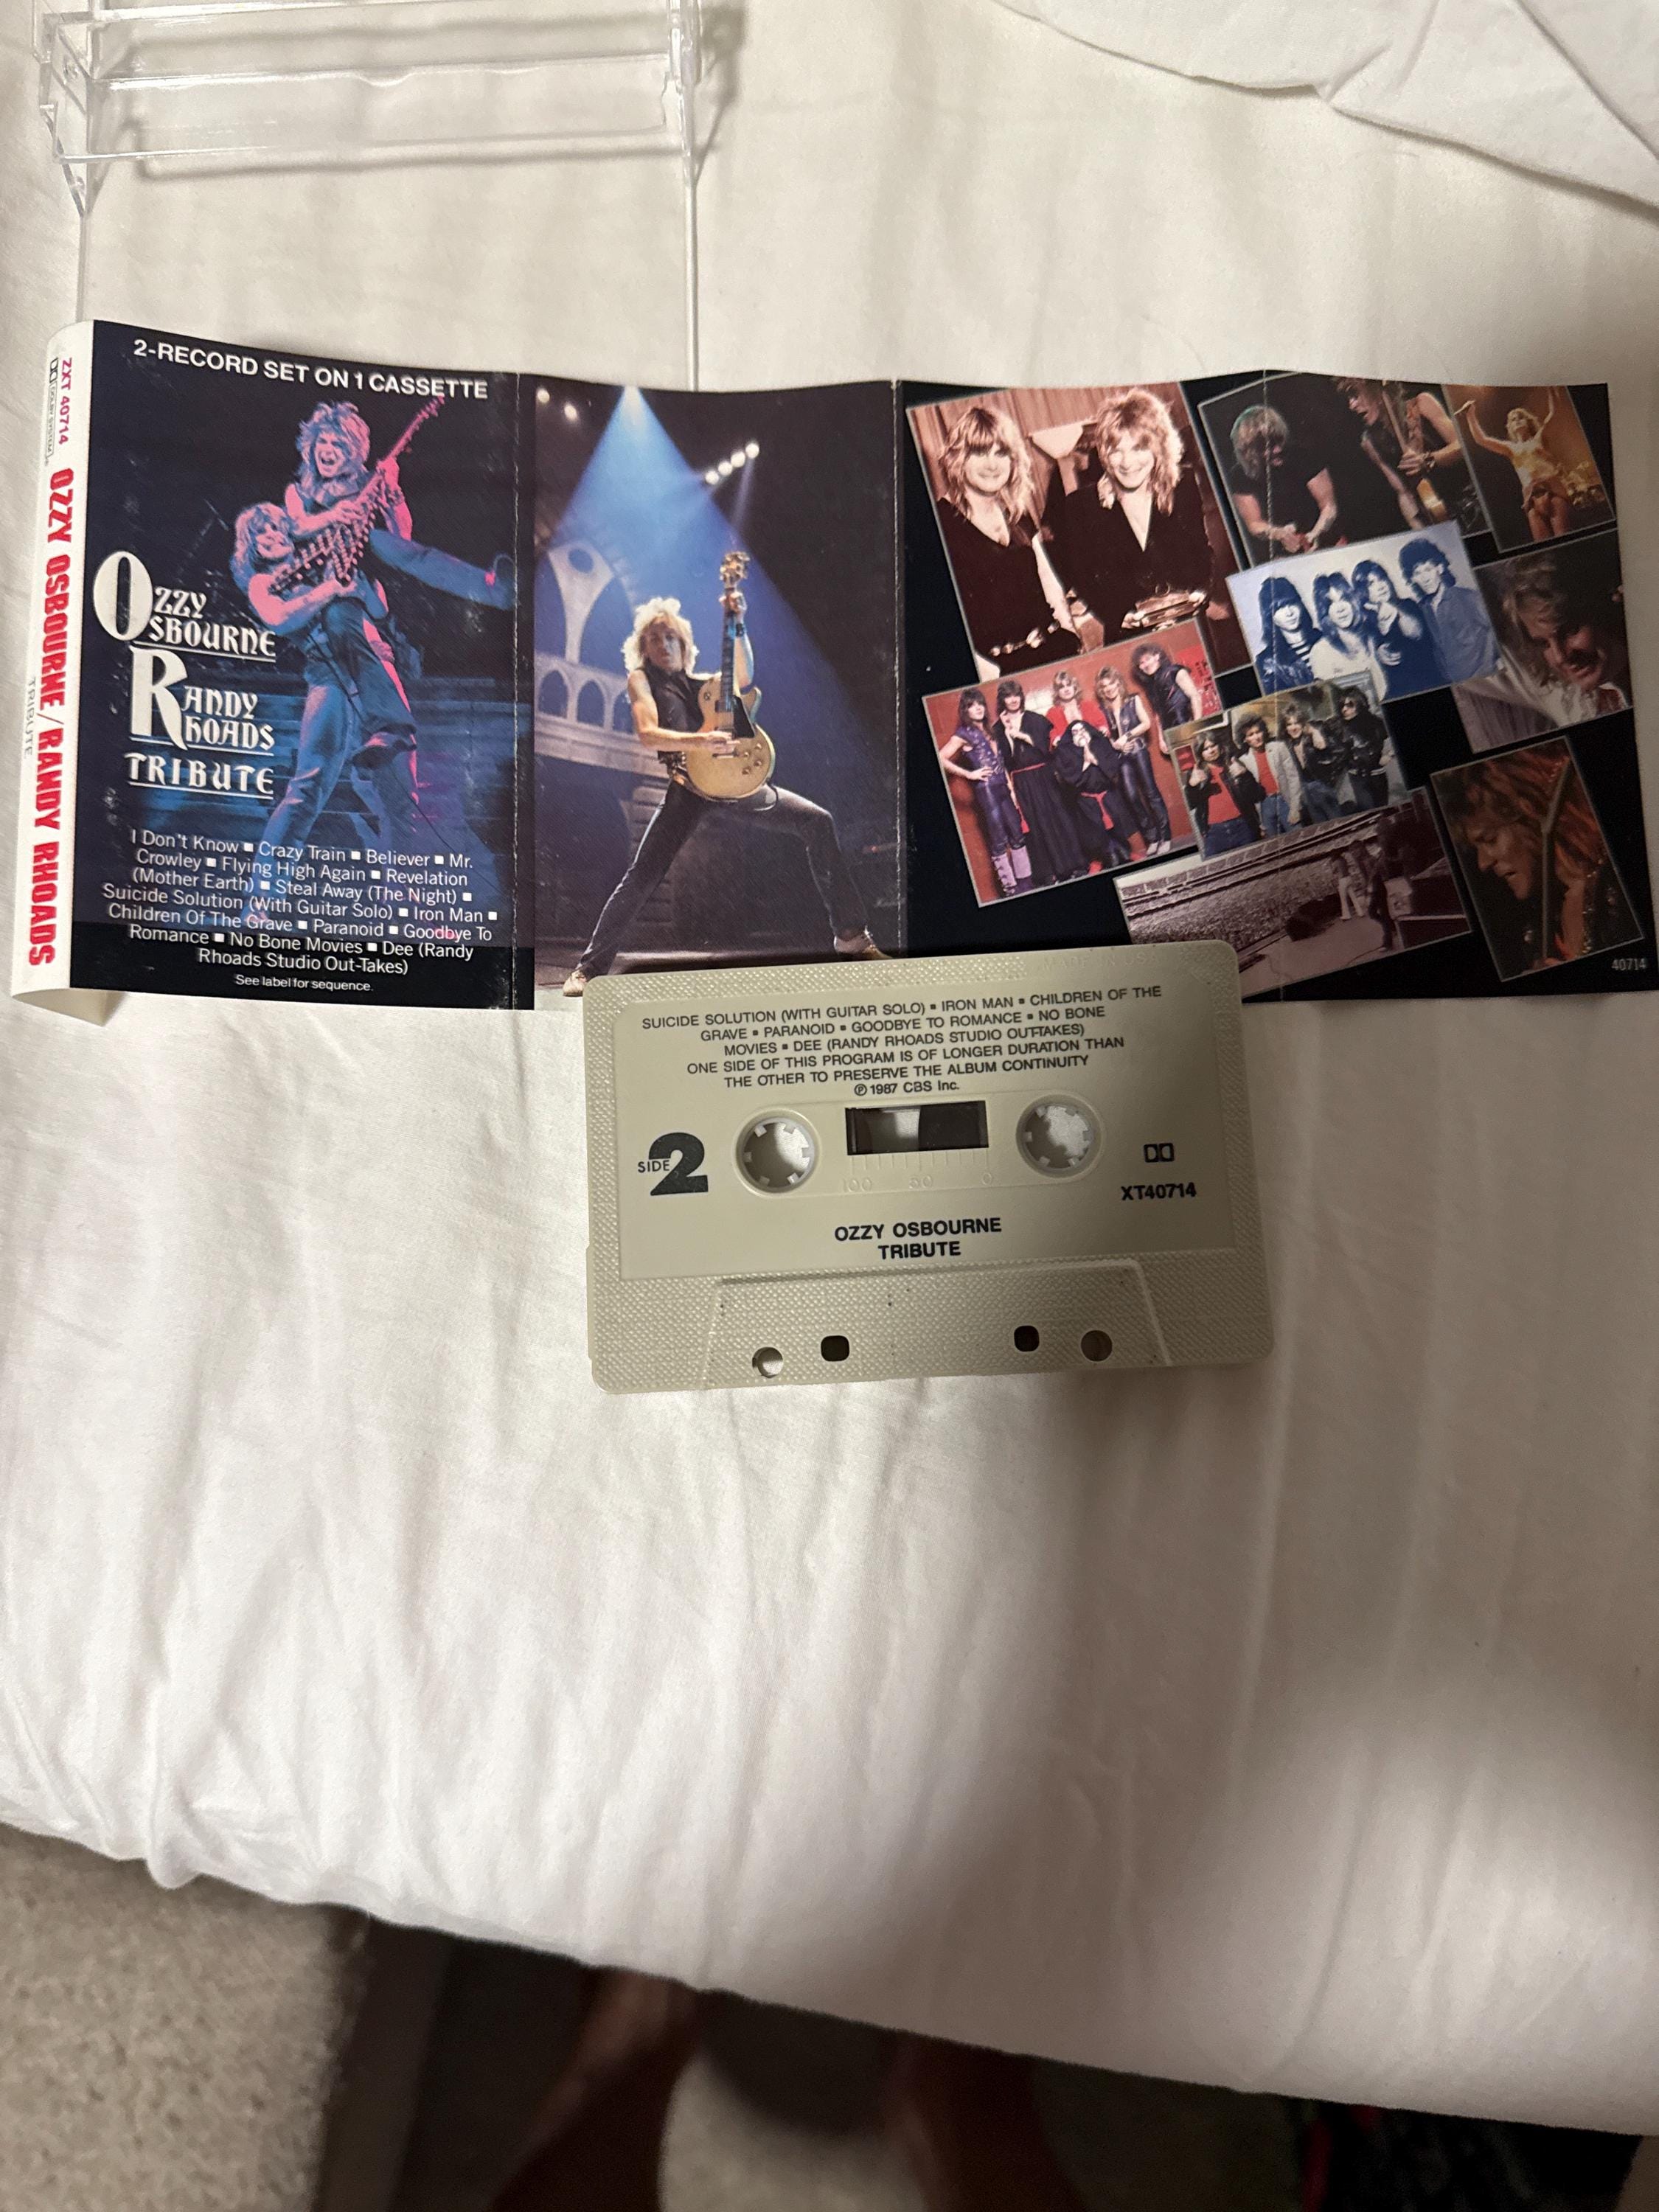 ZXT 40714
OZZY OSBOURNE / RANDY RHOADS
TRIBUTE
2-RECORD SET ON 1 CASSETTE
OZZY
OSBOURNE
RANDY
RHOADS
TRIBUTE
I Don't Know ■ Crazy Train ■ Believer ■ Mr.
Crowley ■ Flying High Again ■ Revelation
(Mother Earth) ■ Steal Away (The Night) ■
Suicide Solution (With Guitar Solo) ■ Iron Man ■
Children Of The Grave ■ Paranoid ■ Goodbye To
Romance ■ No Bone Movies ■ Dee (Randy
Rhoads Studio Out-Takes)
See label for sequence.
40714
SUICIDE SOLUTION (WITH GUITAR SOLO) ▪ IRON MAN ▪ CHILDREN OF THE
GRAVE ▪ PARANOID ▪ GOODBYE TO ROMANCE ▪ NO BONE
MOVIES ▪ DEE (RANDY RHOADS STUDIO OUT-TAKES)
ONE SIDE OF THIS PROGRAM IS OF LONGER DURATION THAN
THE OTHER TO PRESERVE THE ALBUM CONTINUITY
℗ 1987 CBS Inc.
SIDE 2
100 50 0
XT40714
OZZY OSBOURNE
TRIBUTE